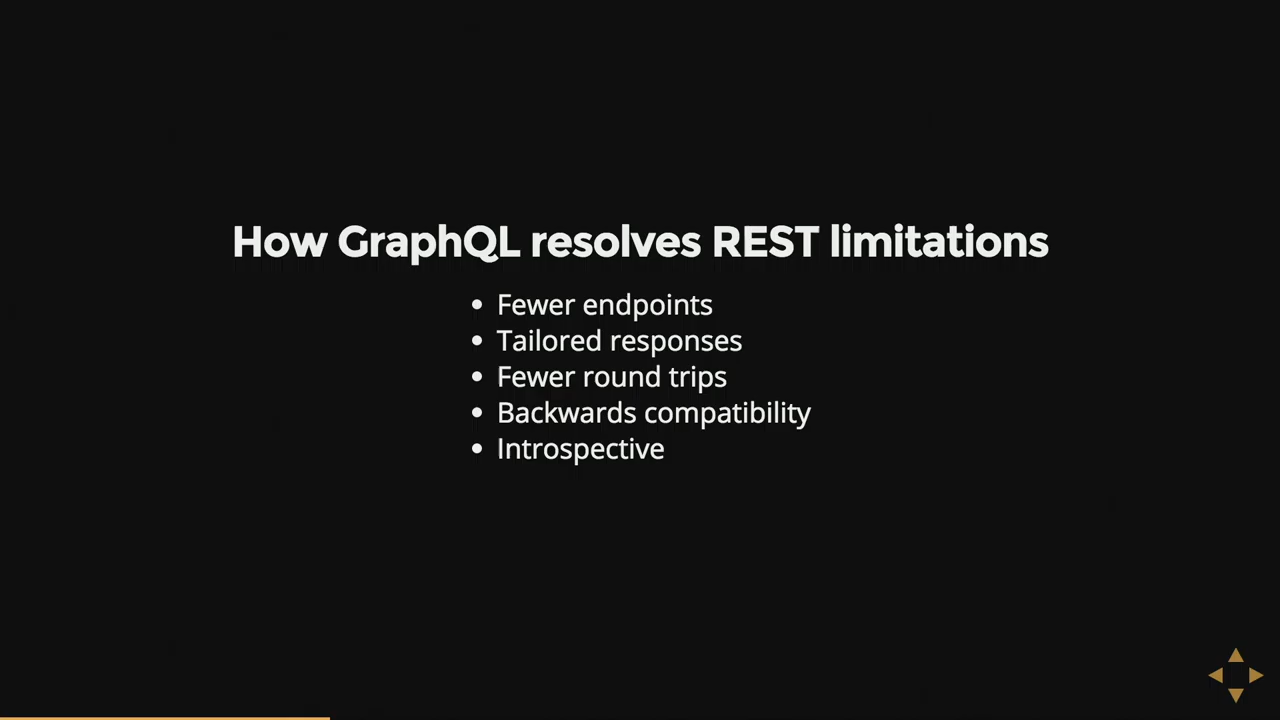 How GraphQL resolves REST limitations
• Fewer endpoints
• Tailored responses
• Fewer round trips
• Backwards compatibility
• Introspective